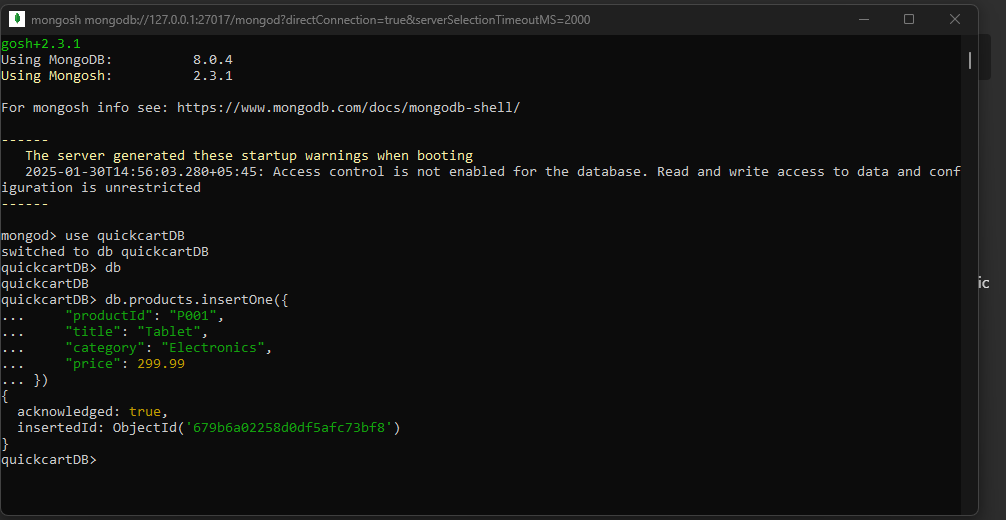 mongosh mongodb://127.0.0.1:27017/mongod?directConnection=true&serverSelectionTimeoutMS=2000
gosh+2.3.1
Using MongoDB:          8.0.4
Using Mongosh:          2.3.1
For mongosh info see: https://www.mongodb.com/docs/mongodb-shell/
------
   The server generated these startup warnings when booting
   2025-01-30T14:56:03.280+05:45: Access control is not enabled for the database. Read and write access to data and conf
iguration is unrestricted
------
mongod> use quickcartDB
switched to db quickcartDB
quickcartDB> db
quickcartDB
quickcartDB> db.products.insertOne({
...     "productId": "P001",
...     "title": "Tablet",
...     "category": "Electronics",
...     "price": 299.99
... })
{
  acknowledged: true,
  insertedId: ObjectId('679b6a02258d0df5afc73bf8')
}
quickcartDB>
ic